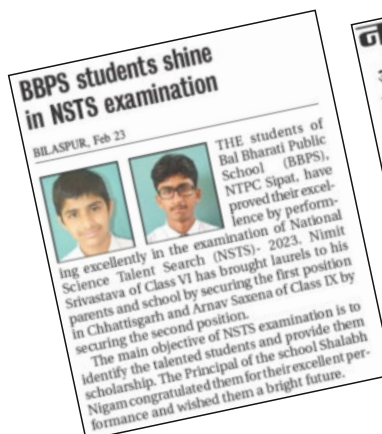 BBPS students shine
in NSTS examination
BILASPUR, Feb 23
THE students of
Bal Bharati Public
School (BBPS),
NTPC Sipat, have
proved their excel-
lence by perform-
ing excellently in the examination of National
Science Talent Search (NSTS)- 2023. Nimit
Srivastava of Class VI has brought laurels to his
parents and school by securing the first position
in Chhattisgarh and Arnav Saxena of Class IX by
securing the second position.
The main objective of NSTS examination is to
identify the talented students and provide them
scholarship. The Principal of the school Shalabh
Nigam congratulated them for their excellent per-
formance and wished them a bright future.